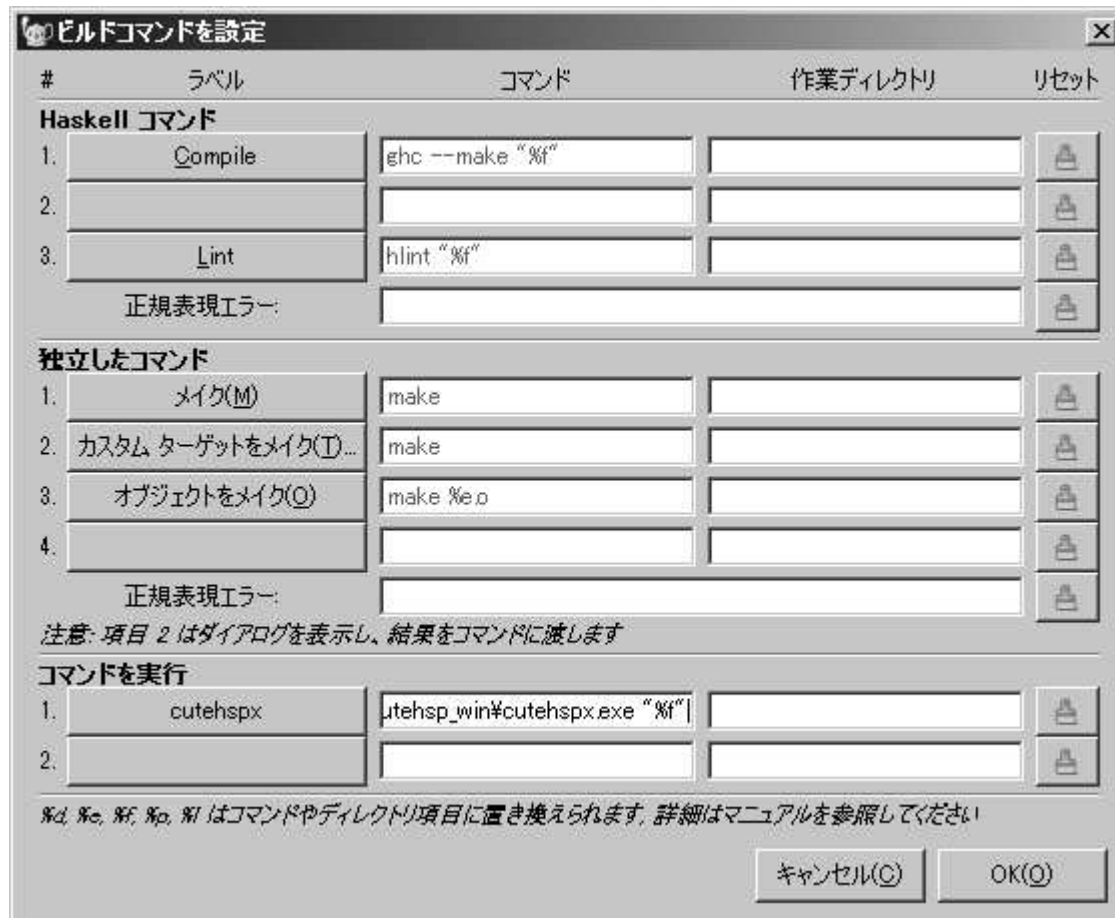 ビルドコマンドを設定
# ラベル コマンド 作業ディレクトリ リセット
Haskell コマンド
1. Compile ghc --make "%f"
2.
3. Lint hlint "%f"
正規表現エラー:
独立したコマンド
1. メイク(M) make
2. カスタム ターゲットをメイク(T)... make
3. オブジェクトをメイク(O) make %e.o
4.
正規表現エラー:
注意: 項目 2 はダイアログを表示し、結果をコマンドに渡します
コマンドを実行
1. cutehspx utehsp_win¥cutehspx.exe "%f"
2.
%d, %e, %f, %p, %l はコマンドやディレクトリ項目に置き換えられます, 詳細はマニュアルを参照してください
キャンセル(C) OK(O)